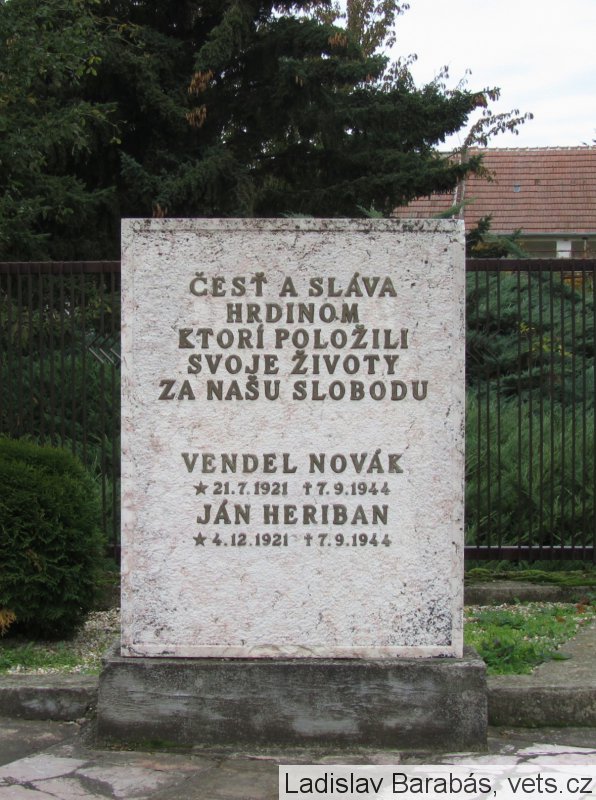 ČESŤ A SLÁVA
HRDINOM
KTORÍ POLOŽILI
SVOJE ŽIVOTY
ZA NAŠU SLOBODU
VENDEL NOVÁK
★ 21.7.1921 ✝ 7.9.1944
JÁN HERIBAN
★ 4.12.1921 ✝ 7.9.1944
Ladislav Barabás, vets.cz